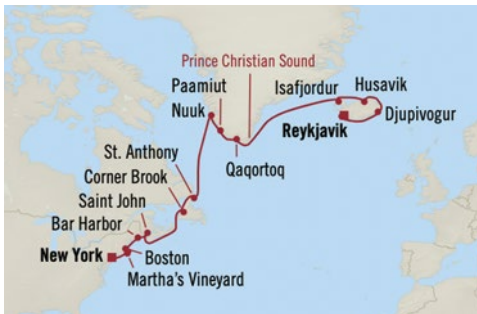 Prince Christian Sound
Paamiut
Isafjordur
Husavik
Nuuk
Djupivogur
Reykjavik
St. Anthony
Qaqortoq
Corner Brook
Saint John
Bar Harbor
New York
Boston
Martha's Vineyard